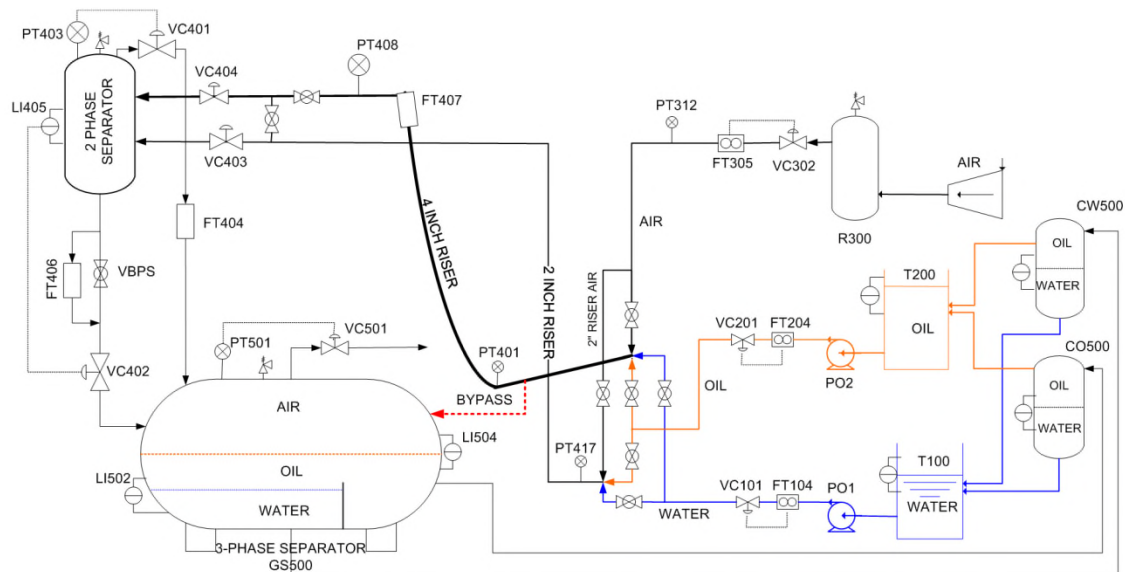 PT403
VC401
PT408
VC404
FT407
LI405
2 PHASE
SEPARATOR
VC403
PT312
FT305
VC302
AIR
R300
CW500
OIL
WATER
4 INCH RISER
2 INCH RISER
2" RISER AIR
AIR
FT404
FT406
VBPS
T200
OIL
VC201
FT204
PO2
CO500
OIL
WATER
PT501
VC501
PT401
VC402
BYPASS
OIL
AIR
LI504
PT417
LI502
OIL
WATER
T100
WATER
VC101
FT104
PO1
WATER
3-PHASE SEPARATOR
GS500